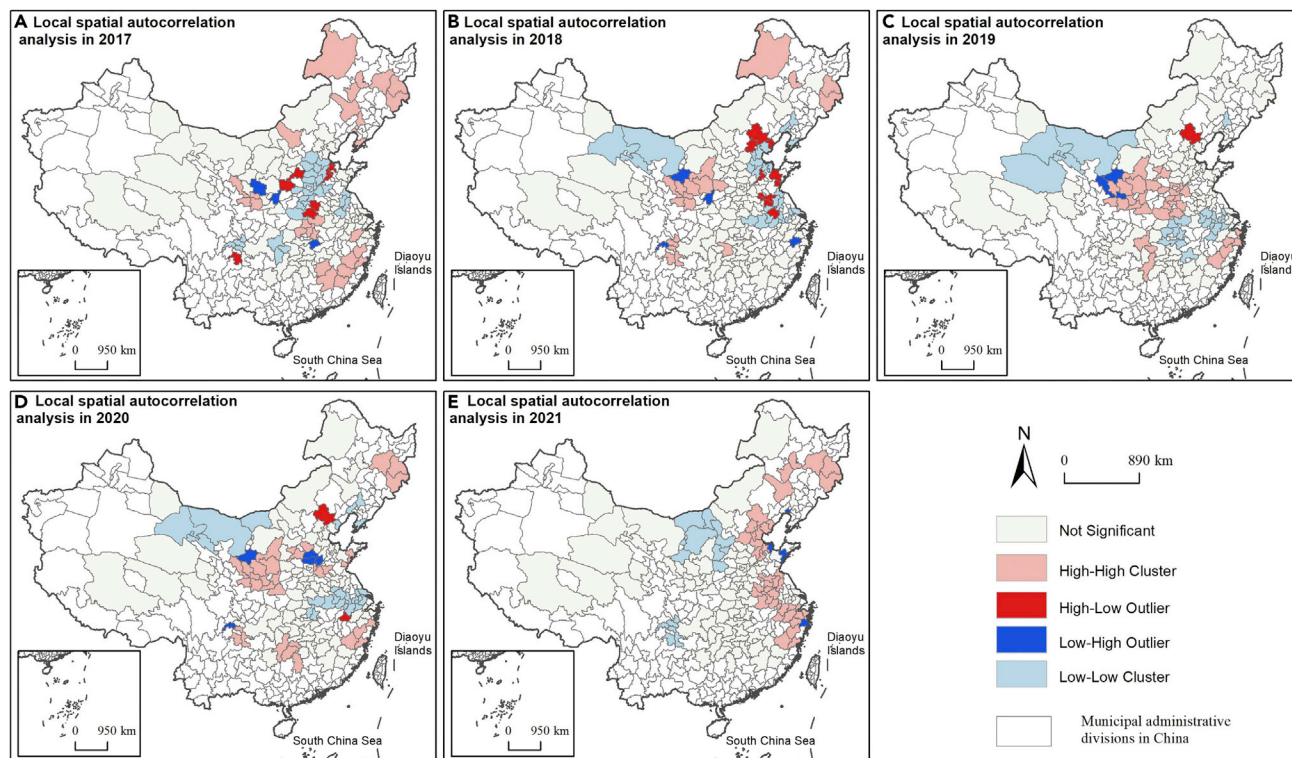 A Local spatial autocorrelation
analysis in 2017
Diaoyu
Islands
0 950 km
South China Sea
B Local spatial autocorrelation
analysis in 2018
Diaoyu
Islands
0 950 km
South China Sea
C Local spatial autocorrelation
analysis in 2019
Diaoyu
Islands
0 950 km
South China Sea
D Local spatial autocorrelation
analysis in 2020
Diaoyu
Islands
0 950 km
South China Sea
E Local spatial autocorrelation
analysis in 2021
Diaoyu
Islands
0 950 km
South China Sea
N
0 890 km
Not Significant
High-High Cluster
High-Low Outlier
Low-High Outlier
Low-Low Cluster
Municipal administrative
divisions in China